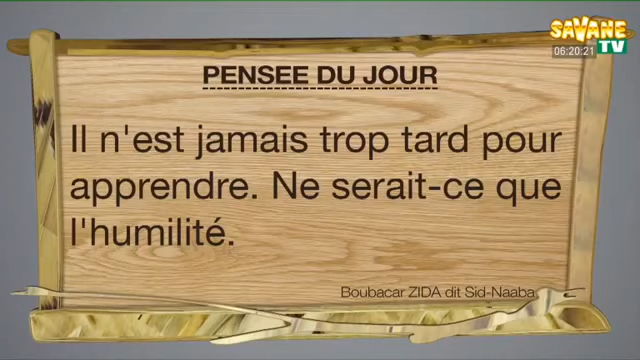 SAVANE
TV
06:20:21
PENSEE DU JOUR
Il n'est jamais trop tard pour
apprendre. Ne serait-ce que
l'humilité.
Boubacar ZIDA dit Sid-Naaba